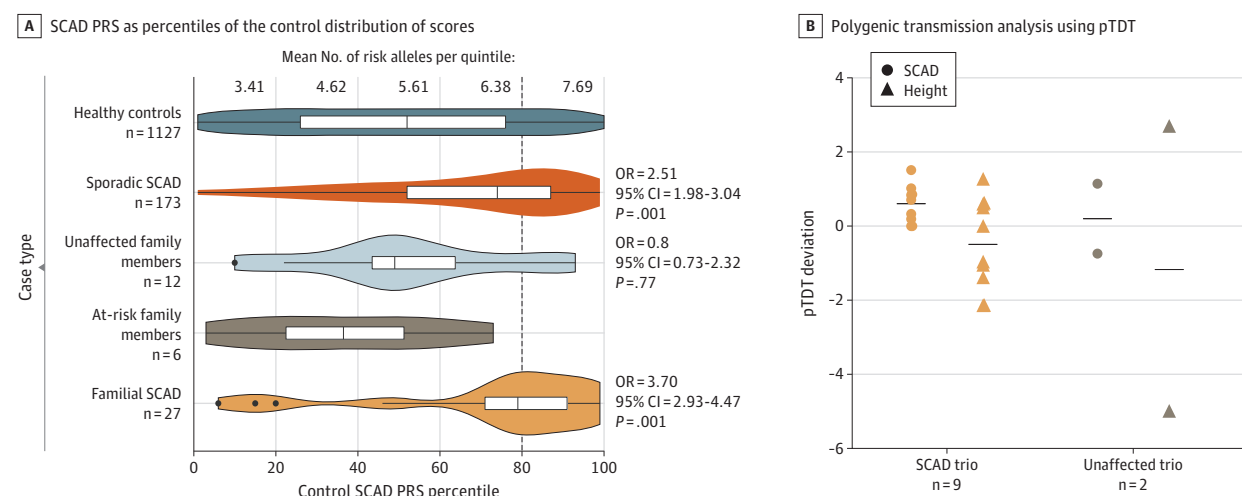 A SCAD PRS as percentiles of the control distribution of scores
Mean No. of risk alleles per quintile:
3.41 4.62 5.61 6.38 7.69
Case type
Healthy controls
n=1127
Sporadic SCAD
n=173
OR=2.51
95% CI=1.98-3.04
P=.001
Unaffected family
members
n=12
OR=0.8
95% CI=0.73-2.32
P=.77
At-risk family
members
n=6
Familial SCAD
n=27
OR=3.70
95% CI=2.93-4.47
P=.001
0 20 40 60 80 100
Control SCAD PRS percentile
B Polygenic transmission analysis using pTDT
SCAD
Height
pTDT deviation
4
2
0
-2
-4
-6
SCAD trio
n=9
Unaffected trio
n=2